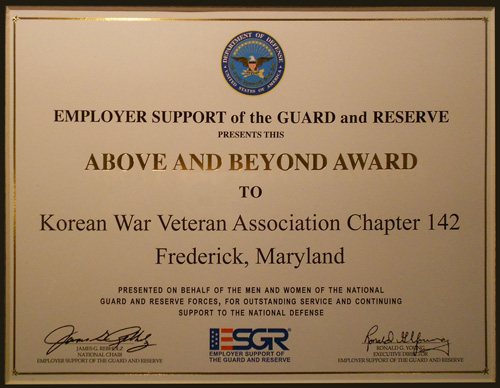 DEPARTMENT OF DEFENSE
UNITED STATES OF AMERICA
EMPLOYER SUPPORT of the GUARD and RESERVE
PRESENTS THIS
ABOVE AND BEYOND AWARD
TO
Korean War Veteran Association Chapter 142
Frederick, Maryland
PRESENTED ON BEHALF OF THE MEN AND WOMEN OF THE NATIONAL
GUARD AND RESERVE FORCES, FOR OUTSTANDING SERVICE AND CONTINUING
SUPPORT TO THE NATIONAL DEFENSE
JAMES G. REBHOLZ
NATIONAL CHAIR
EMPLOYER SUPPORT OF THE GUARD AND RESERVE
ESGR
EMPLOYER SUPPORT OF
THE GUARD AND RESERVE
RONALD G. YOUNG
EXECUTIVE DIRECTOR
EMPLOYER SUPPORT OF THE GUARD AND RESERVE